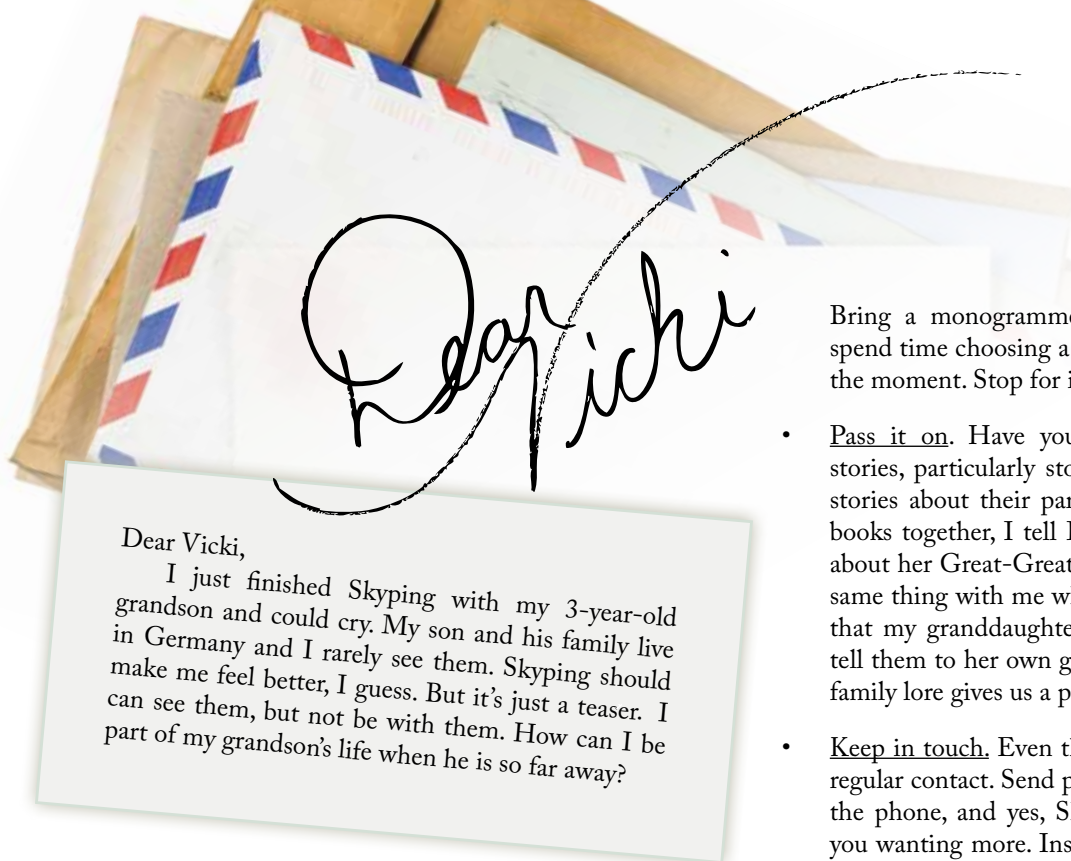 Dear Vicki
Dear Vicki,
I just finished Skyping with my 3-year-old
grandson and could cry. My son and his family live
in Germany and I rarely see them. Skyping should
make me feel better, I guess. But it's just a teaser. I
can see them, but not be with them. How can I be
part of my grandson's life when he is so far away?
Bring a
spend time choosing a
the moment. Stop for
• Pass it on. Have
stories, particularly
stories about their
books together, I tell
about her Great-Great
same thing with me
that my
tell them to her own
family lore gives us a
• Keep in touch. Even
regular contact. Send
the phone, and yes,
you wanting more.